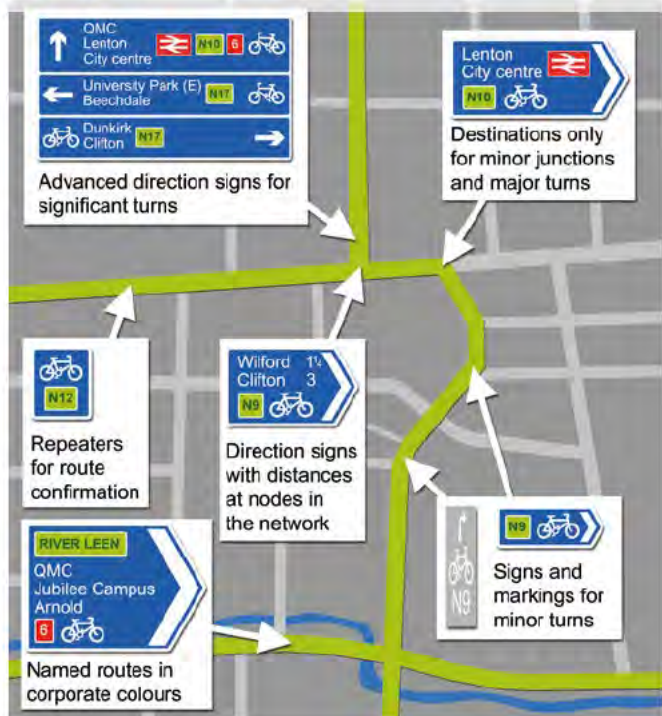 QMC
Lenton
City centre
N10 6
University Park (E)
Beechdale
N17
Dunkirk
Clifton
N17
Advanced direction signs for
significant turns
Lenton
City centre
N10
Destinations only
for minor junctions
and major turns
N12
Repeaters
for route
confirmation
Wilford 1¼
Clifton 3
N9
Direction signs
with distances
at nodes in
the network
N9
N9
Signs and
markings for
minor turns
RIVER LEEN
QMC
Jubilee Campus
Arnold
6
Named routes in
corporate colours